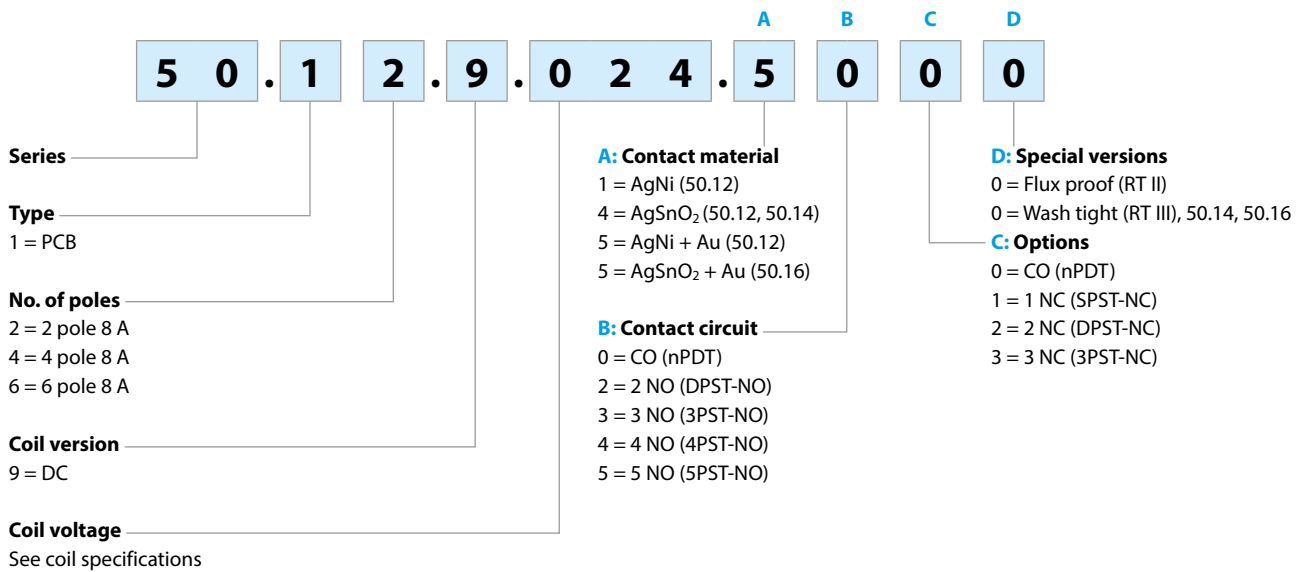 A B C D
5 0 . 1 2 . 9 . 0 2 4 . 5 0 0 0
Series
Type
1 = PCB
No. of poles
2 = 2 pole 8 A
4 = 4 pole 8 A
6 = 6 pole 8 A
Coil version
9 = DC
Coil voltage
See coil specifications
A: Contact material
1 = AgNi (50.12)
4 = AgSnO₂ (50.12, 50.14)
5 = AgNi + Au (50.12)
5 = AgSnO₂ + Au (50.16)
B: Contact circuit
0 = CO (nPDT)
2 = 2 NO (DPST-NO)
3 = 3 NO (3PST-NO)
4 = 4 NO (4PST-NO)
5 = 5 NO (5PST-NO)
D: Special versions
0 = Flux proof (RT II)
0 = Wash tight (RT III), 50.14, 50.16
C: Options
0 = CO (nPDT)
1 = 1 NC (SPST-NC)
2 = 2 NC (DPST-NC)
3 = 3 NC (3PST-NC)